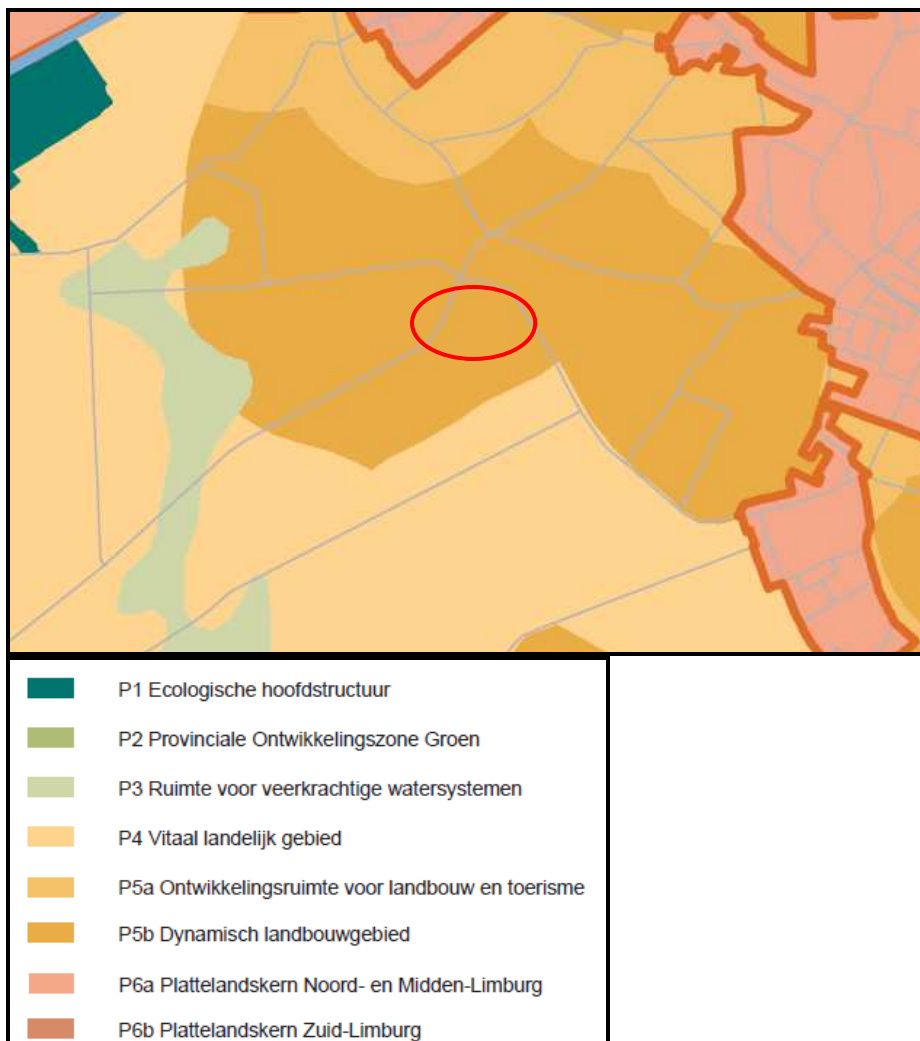 P1 Ecologische hoofdstructuur
P2 Provinciale Ontwikkelingszone Groen
P3 Ruimte voor veerkrachtige watersystemen
P4 Vitaal landelijk gebied
P5a Ontwikkelingsruimte voor landbouw en toerisme
P5b Dynamisch landbouwgebied
P6a Plattelandskern Noord- en Midden-Limburg
P6b Plattelandskern Zuid-Limburg